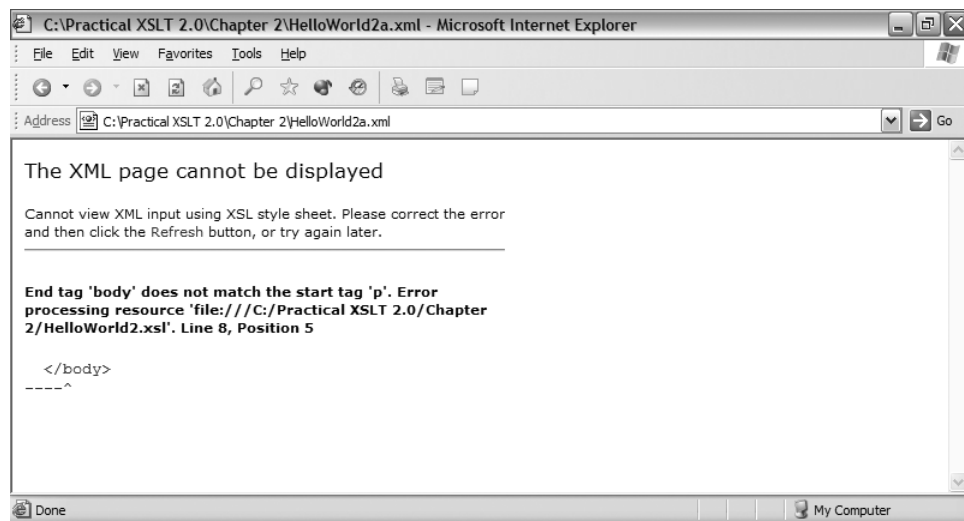 C:\Practical XSLT 2.0\Chapter 2\HelloWorld2a.xml - Microsoft Internet Explorer
File Edit View Favorites Tools Help
Address C:\Practical XSLT 2.0\Chapter 2\HelloWorld2a.xml Go
The XML page cannot be displayed
Cannot view XML input using XSL style sheet. Please correct the error
and then click the Refresh button, or try again later.
End tag 'body' does not match the start tag 'p'. Error
processing resource 'file:///C:/Practical XSLT 2.0/Chapter
2/HelloWorld2.xsl'. Line 8, Position 5
</body>
----^
Done My Computer